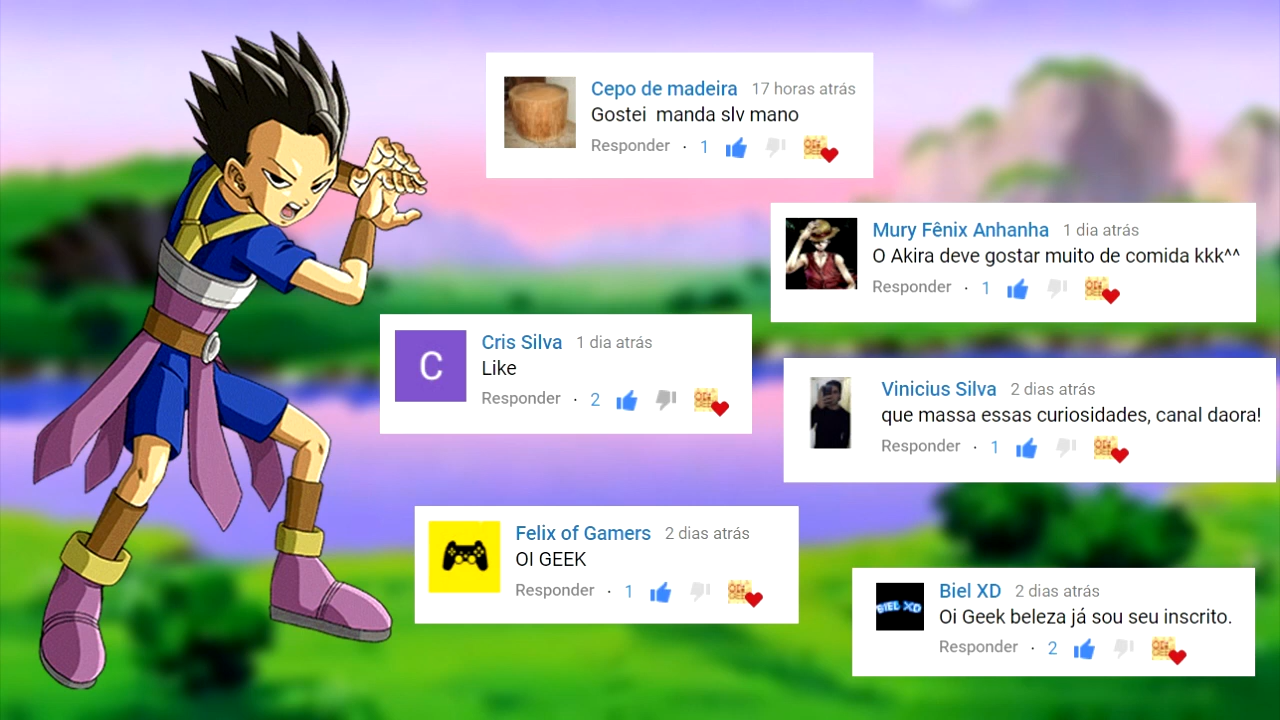 Cepo de madeira 17 horas atrás
Gostei manda slv mano
Responder · 1
Mury Fênix Anhanha 1 dia atrás
O Akira deve gostar muito de comida kkk^^
Responder · 1
C
Cris Silva 1 dia atrás
Like
Responder · 2
Vinicius Silva 2 dias atrás
que massa essas curiosidades, canal daora!
Responder · 1
Felix of Gamers 2 dias atrás
OI GEEK
Responder · 1
BIEL XD
Biel XD 2 dias atrás
Oi Geek beleza já sou seu inscrito.
Responder · 2